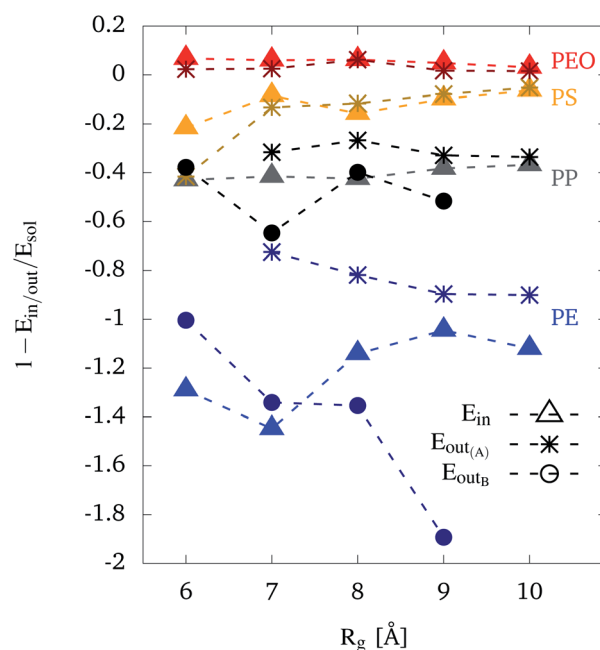 0.2
0
-0.2
-0.4
-0.6
-0.8
-1
-1.2
-1.4
-1.6
-1.8
-2
1−E_in/out/E_sol
PEO
PS
PP
PE
E_in
E_out(A)
E_outB
6 7 8 9 10
R_g [Å]